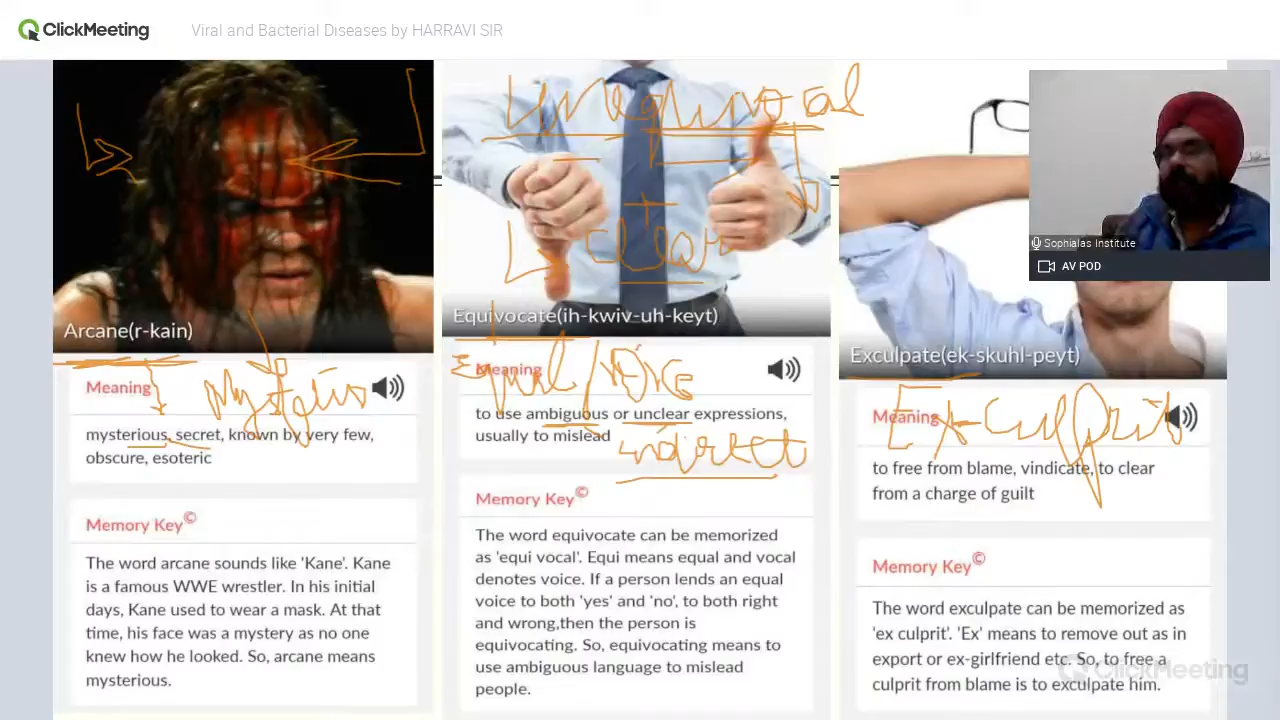 ClickMeeting
Viral and Bacterial Diseases by HARRAVI SIR
Sophialas Institute
AV POD
Arcane(r-kain)
Meaning
mysterious, secret, known by very few,
obscure, esoteric
Memory Key©
The word arcane sounds like 'Kane'. Kane
is a famous WWE wrestler. In his initial
days, Kane used to wear a mask. At that
time, his face was a mystery as no one
knew how he looked. So, arcane means
mysterious.
Unequivocal
+
clear
Equivocate(ih-kwiv-uh-keyt)
Equal/voice
Meaning
to use ambiguous or unclear expressions,
usually to mislead
indirect
Memory Key©
The word equivocate can be memorized
as 'equi vocal'. Equi means equal and vocal
denotes voice. If a person lends an equal
voice to both 'yes' and 'no', to both right
and wrong,then the person is
equivocating. So, equivocating means to
use ambiguous language to mislead
people.
Exculpate(ek-skuhl-peyt)
Meaning
Ex-culprit
to free from blame, vindicate, to clear
from a charge of guilt
Memory Key©
The word exculpate can be memorized as
'ex culprit'. 'Ex' means to remove out as in
export or ex-girlfriend etc. So, to free a
culprit from blame is to exculpate him.
ClickMeeting